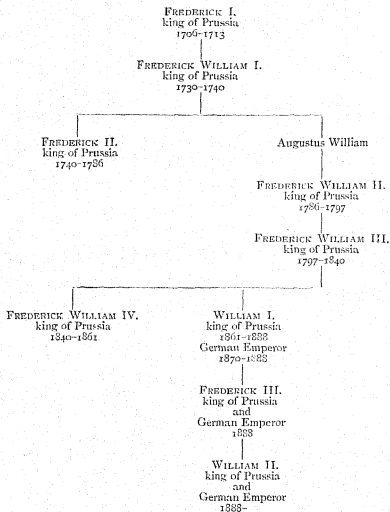 FREDERICK I.
king of Prussia
1706-1713
FREDERICK WILLIAM I.
king of Prussia
1730-1740
FREDERICK II.
king of Prussia
1740-1786
Augustus William
FREDERICK WILLIAM II.
king of Prussia
1786-1797
FREDERICK WILLIAM III.
king of Prussia
1797-1840
FREDERICK WILLIAM IV.
king of Prussia
1840-1861
WILLIAM I.
king of Prussia
1861-1888
German Emperor
1870-1888
FREDERICK III.
king of Prussia
and
German Emperor
1888
WILLIAM II.
king of Prussia
and
German Emperor
1888-